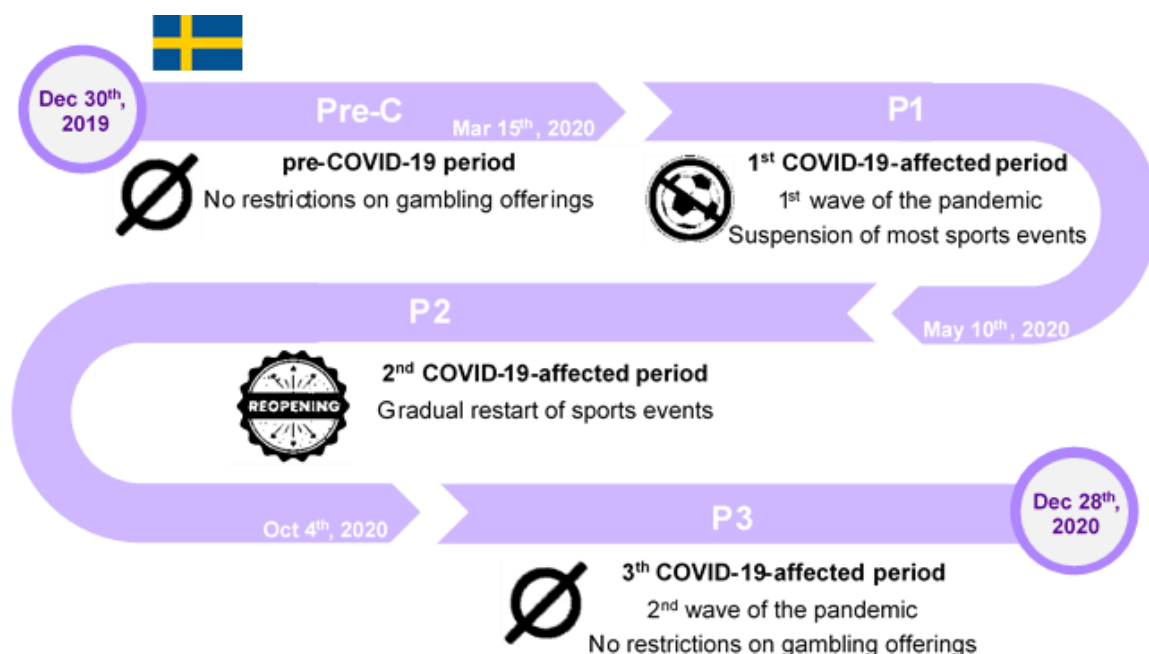 Dec 30th,
2019
Pre-C
Mar 15th, 2020
P1
pre-COVID-19 period
No restrictions on gambling offerings
1st COVID-19-affected period
1st wave of the pandemic
Suspension of most sports events
P2
May 10th, 2020
2nd COVID-19-affected period
Gradual restart of sports events
REOPENING
Oct 4th, 2020
P3
Dec 28th,
2020
3th COVID-19-affected period
2nd wave of the pandemic
No restrictions on gambling offerings